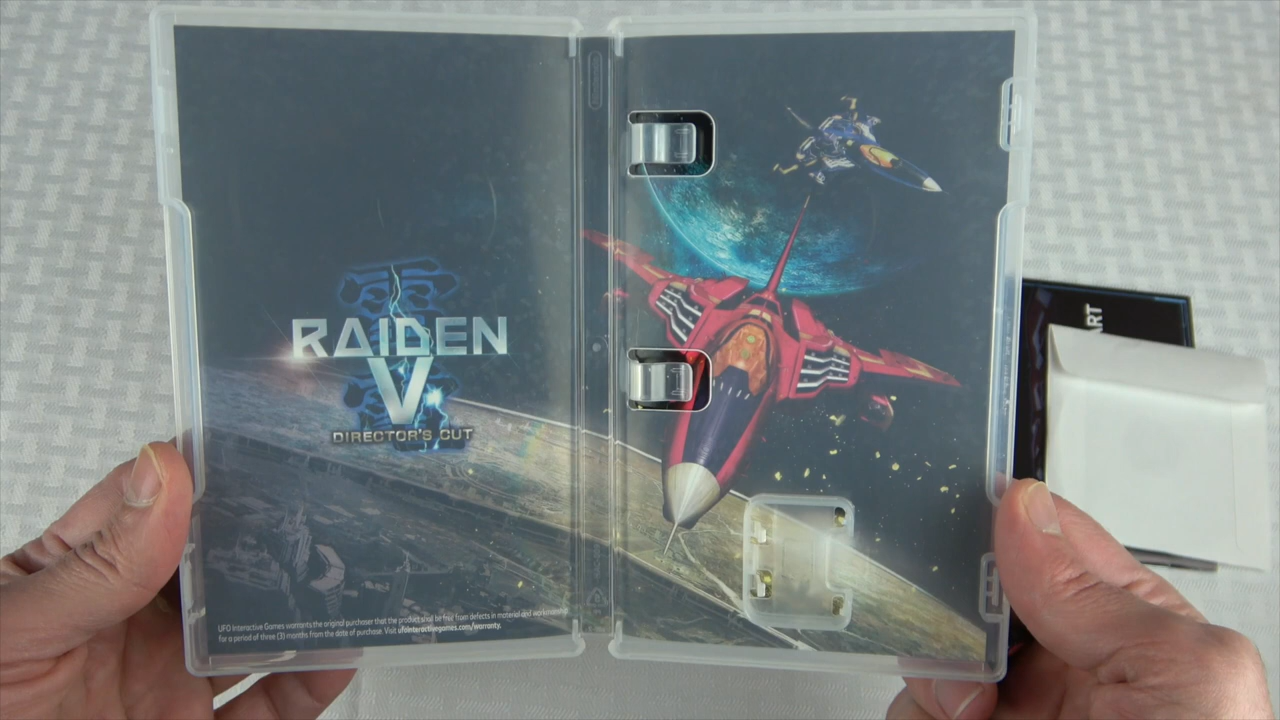 RAIDEN
V
DIRECTOR'S CUT
UFO Interactive Games warrants the original purchaser that the product shall be free from defects in material and workmanship
for a period of three (3) months from the date of purchase. Visit ufointeractivegames.com/warranty.
ART